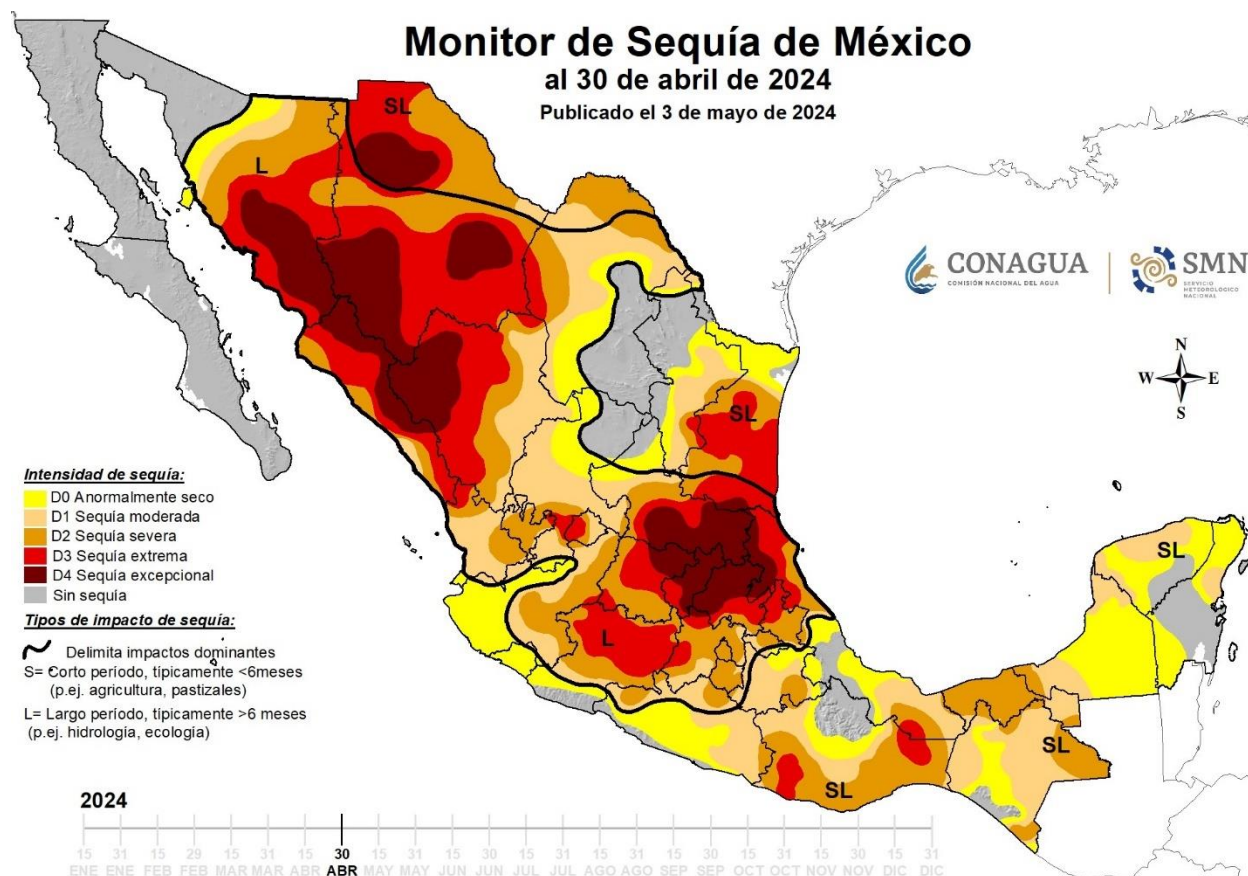 Monitor de Sequía de México
al 30 de abril de 2024
Publicado el 3 de mayo de 2024
SL
L
CONAGUA
COMISIÓN NACIONAL DEL AGUA
SMN
SERVICIO
METEOROLÓGICO
NACIONAL
N
W E
S
SL
Intensidad de sequía:
D0 Anormalmente seco
D1 Sequía moderada
D2 Sequía severa
D3 Sequía extrema
D4 Sequía excepcional
Sin sequía
SL
Tipos de impacto de sequía:
Delimita impactos dominantes
S= Corto período, típicamente <6meses
(p.ej. agricultura, pastizales)
L= Largo período, típicamente >6 meses
(p.ej. hidrología, ecología)
L
SL
SL
2024
15 31 15 29 15 31 15 30 15 31 15 30 15 31 15 31 15 30 15 31 15 30 15 31
ENE ENE FEB FEB MAR MAR ABR ABR MAY MAY JUN JUN JUL JUL AGO AGO SEP SEP OCT OCT NOV NOV DIC DIC